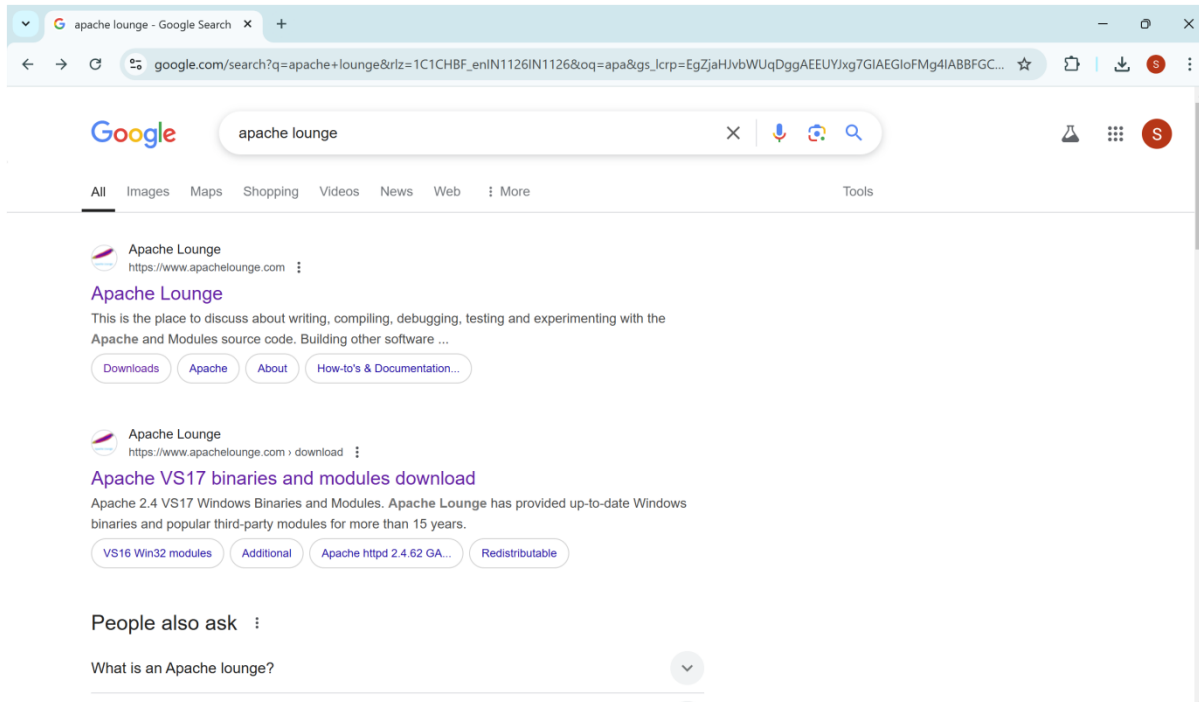 apache lounge - Google Search
google.com/search?q=apache+lounge&rlz=1C1CHBF_enIN1126IN1126&oq=apa&gs_lcrp=EgZjaHJvbWUqDggAEEUYJxg7GIAEGIoFMg4IABBFGC...
S
Google
apache lounge
S
All Images Maps Shopping Videos News Web More Tools
Apache Lounge
https://www.apachelounge.com
Apache Lounge
This is the place to discuss about writing, compiling, debugging, testing and experimenting with the
Apache and Modules source code. Building other software ...
Downloads Apache About How-to's & Documentation...
Apache Lounge
https://www.apachelounge.com › download
Apache VS17 binaries and modules download
Apache 2.4 VS17 Windows Binaries and Modules. Apache Lounge has provided up-to-date Windows
binaries and popular third-party modules for more than 15 years.
VS16 Win32 modules Additional Apache httpd 2.4.62 GA... Redistributable
People also ask
What is an Apache lounge?